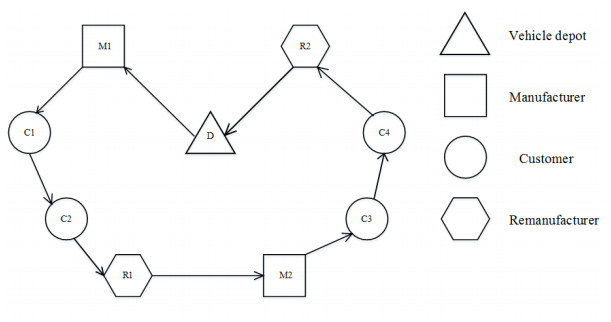 M1
R2
Vehicle depot
Manufacturer
C1
D
C4
Customer
C2
C3
Remanufacturer
R1
M2